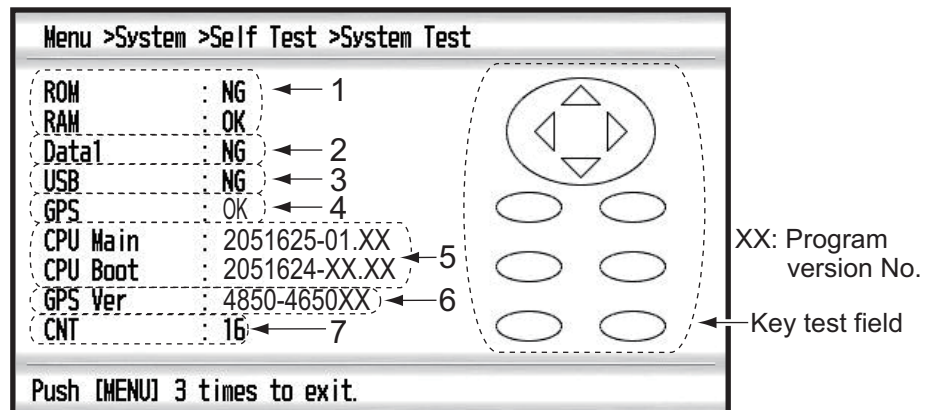 Menu >System >Self Test >System Test
ROM : NG 1
RAM : OK
Data1 : NG 2
USB : NG 3
GPS : OK 4
CPU Main : 2051625-01.XX
CPU Boot : 2051624-XX.XX 5
GPS Ver : 4850-4650XX 6
CNT : 16 7
XX: Program
version No.
Key test field
Push [MENU] 3 times to exit.